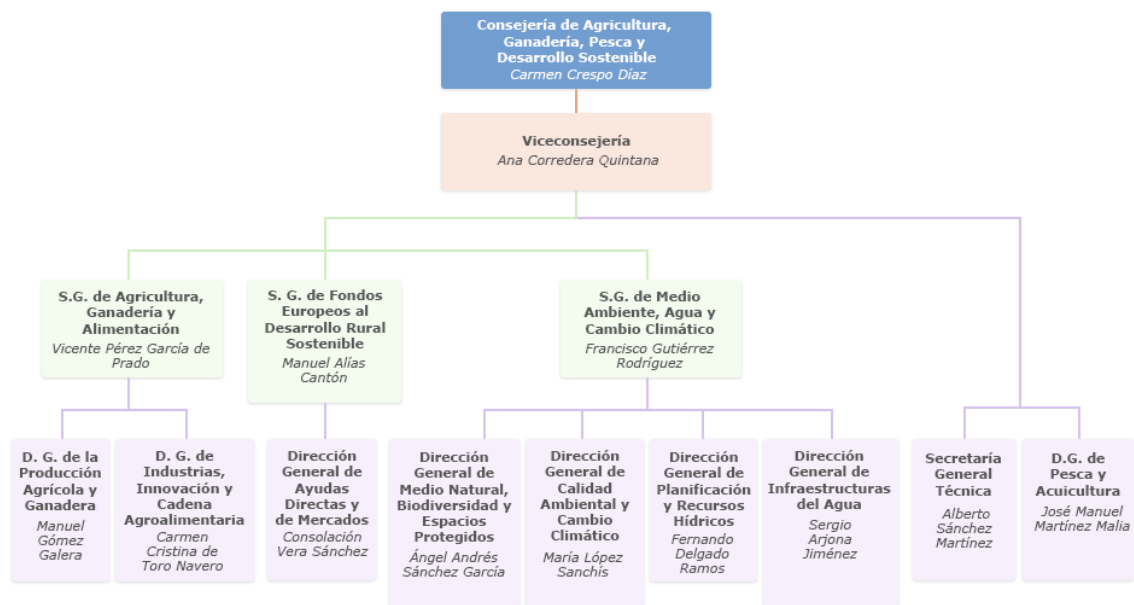 Consejería de Agricultura,
Ganadería, Pesca y
Desarrollo Sostenible
Carmen Crespo Díaz
Viceconsejería
Ana Corredera Quintana
S.G. de Agricultura,
Ganadería y
Alimentación
Vicente Pérez García de
Prado
S. G. de Fondos
Europeos al
Desarrollo Rural
Sostenible
Manuel Alías
Cantón
S.G. de Medio
Ambiente, Agua y
Cambio Climático
Francisco Gutiérrez
Rodríguez
D. G. de la
Producción
Agrícola y
Ganadera
Manuel
Gómez
Galera
D. G. de
Industrias,
Innovación y
Cadena
Agroalimentaria
Carmen
Cristina de
Toro Navero
Dirección
General de
Ayudas
Directas y
de Mercados
Consolación
Vera Sánchez
Dirección
General de
Medio Natural,
Biodiversidad y
Espacios
Protegidos
Ángel Andrés
Sánchez García
Dirección
General de
Calidad
Ambiental y
Cambio
Climático
María López
Sanchís
Dirección
General de
Planificación
y Recursos
Hídricos
Fernando
Delgado
Ramos
Dirección
General de
Infraestructuras
del Agua
Sergio
Arjona
Jiménez
Secretaría
General
Técnica
Alberto
Sánchez
Martínez
D.G. de
Pesca y
Acuicultura
José Manuel
Martínez Malia